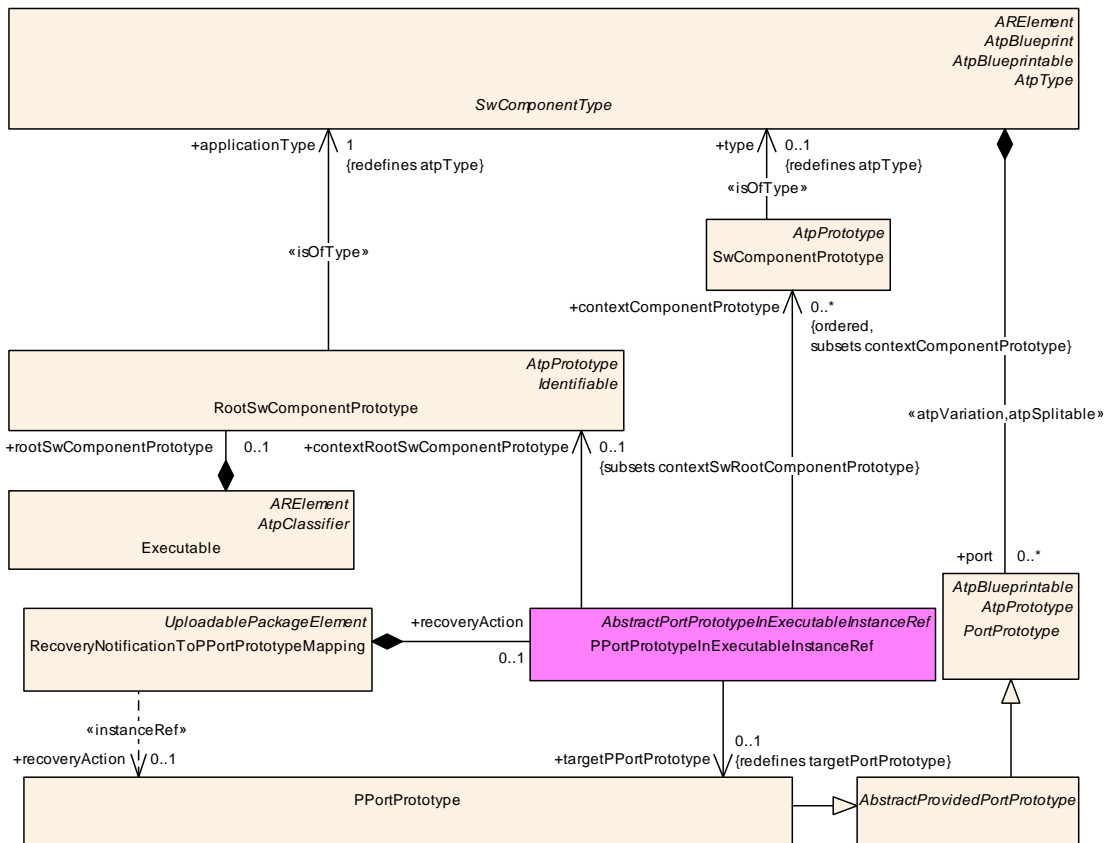 ARElement
AtpBlueprint
AtpBlueprintable
AtpType
SwComponentType
+applicationType
1
{redefines atpType}
+type
0..1
{redefines atpType}
«isOfType»
«isOfType»
AtpPrototype
SwComponentPrototype
+contextComponentPrototype
0..*
{ordered,
subsets contextComponentPrototype}
AtpPrototype
Identifiable
RootSwComponentPrototype
«atpVariation,atpSplitable»
+rootSwComponentPrototype
0..1
+contextRootSwComponentPrototype
0..1
{subsets contextSwRootComponentPrototype}
ARElement
AtpClassifier
Executable
+port
0..*
AtpBlueprintable
AtpPrototype
PortPrototype
UploadablePackageElement
RecoveryNotificationToPPortPrototypeMapping
+recoveryAction
0..1
AbstractPortPrototypeInExecutableInstanceRef
PPortPrototypeInExecutableInstanceRef
«instanceRef»
+recoveryAction
0..1
+targetPPortPrototype
0..1
{redefines targetPortPrototype}
PPortPrototype
AbstractProvidedPortPrototype